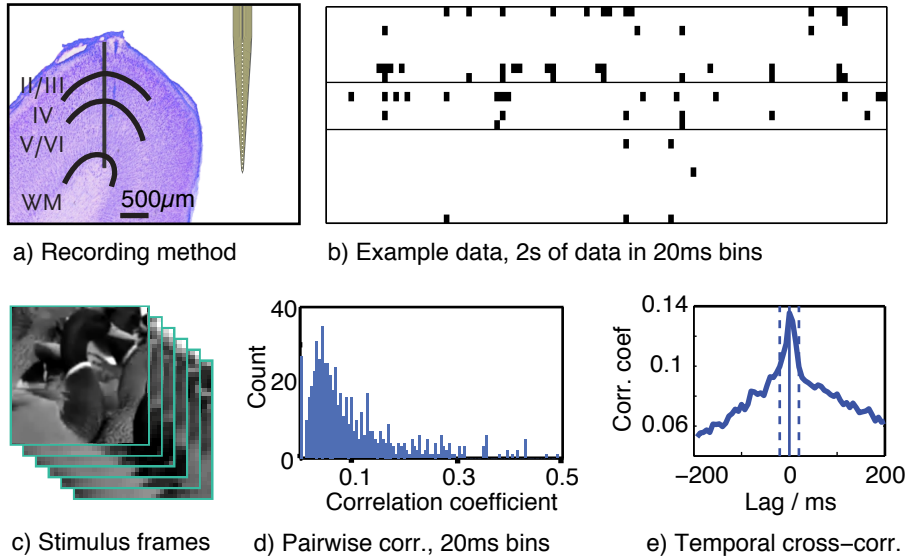 II/III
IV
V/VI
WM
500µm
a) Recording method
b) Example data, 2s of data in 20ms bins
c) Stimulus frames
40
20
0
Count
0.1
0.3
0.5
Correlation coefficient
d) Pairwise corr., 20ms bins
0.14
0.1
0.06
Corr. coef
−200
0
200
Lag / ms
e) Temporal cross−corr.